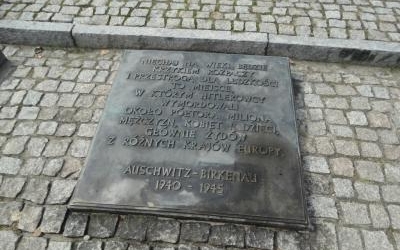 NIECHAJ NA WIEKI BĘDZIE
KRZYKIEM ROZPACZY
I PRZESTROGĄ DLA LUDZKOŚCI
TO MIEJSCE,
W KTÓRYM HITLEROWCY
WYMORDOWALI
OKOŁO PÓŁTORA MILIONA
MĘŻCZYZN, KOBIET I DZIECI,
GŁÓWNIE ŻYDÓW
Z RÓŻNYCH KRAJÓW EUROPY.
AUSCHWITZ-BIRKENAU
1940 - 1945